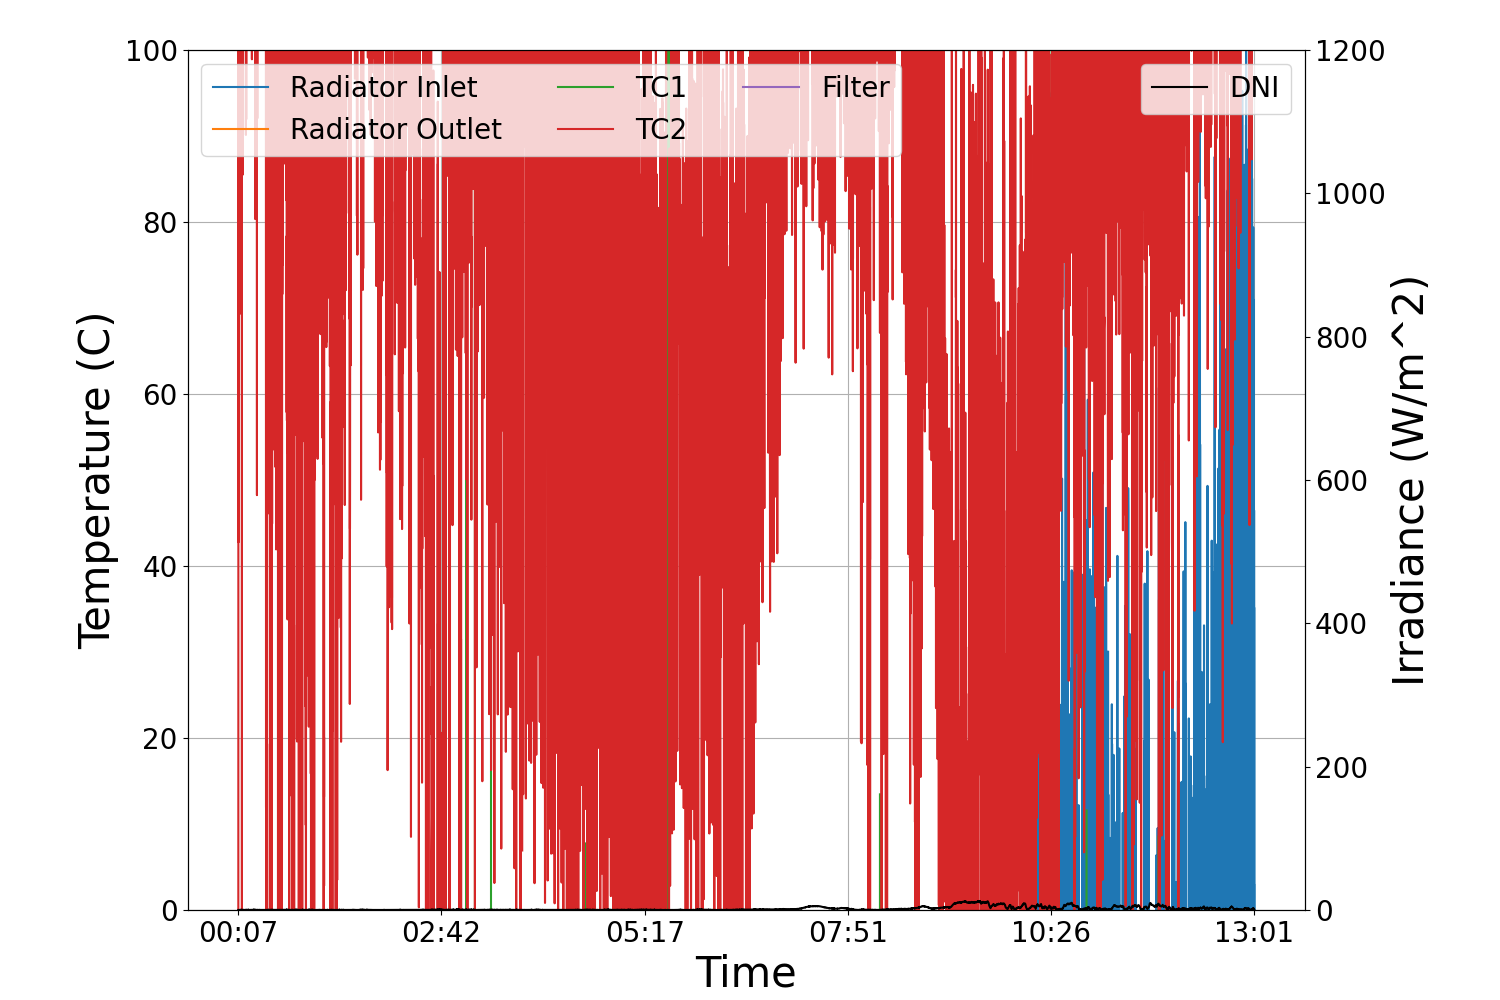 Radiator Inlet
Radiator Outlet
TC1
TC2
Filter
DNI
100
80
60
40
20
0
Temperature (C)
1200
1000
800
600
400
200
0
Irradiance (W/m^2)
00:07 02:42 05:17 07:51 10:26 13:01
Time